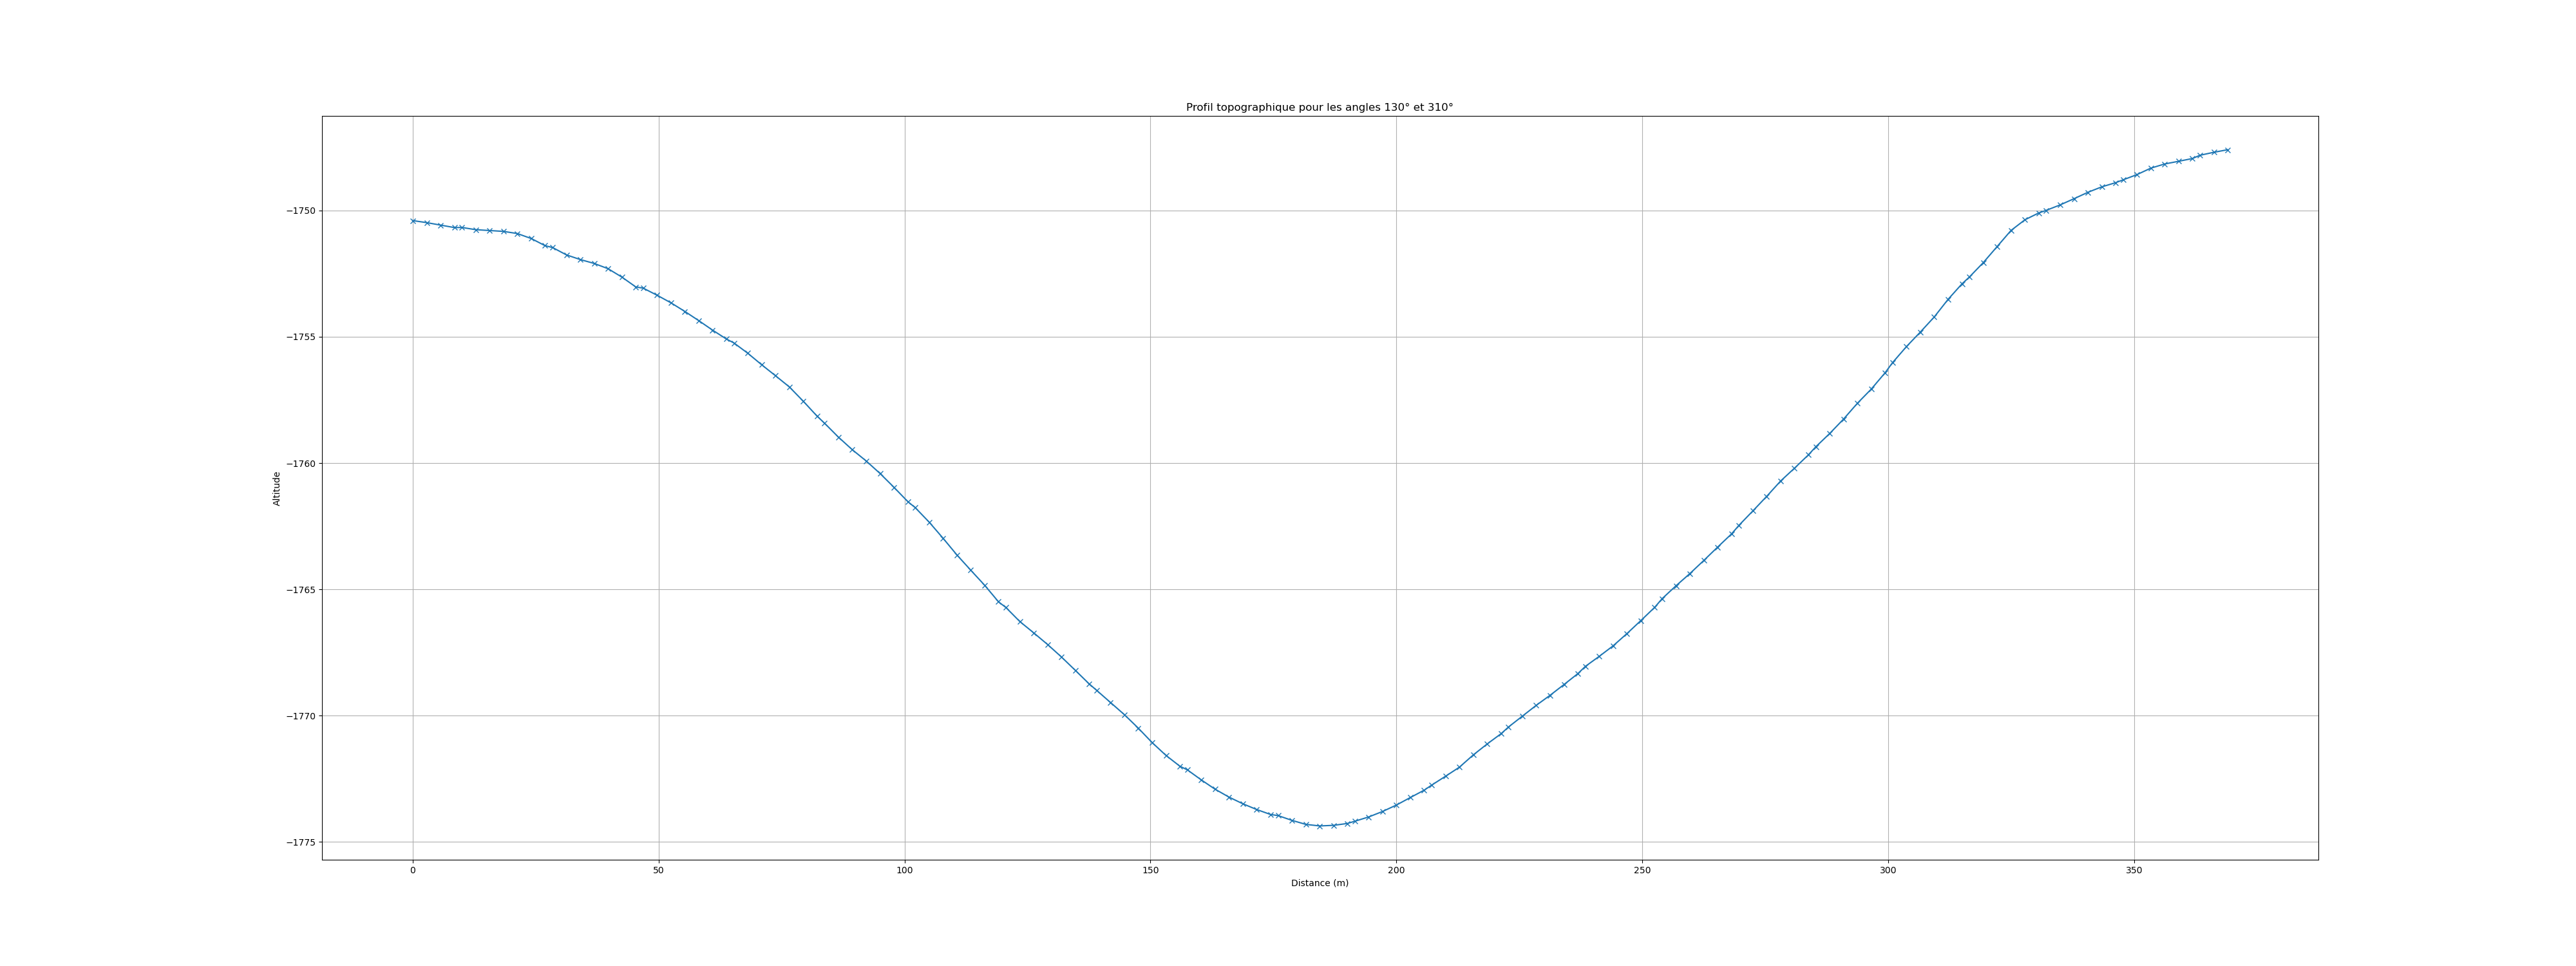 Profil topographique pour les angles 130° et 310°
−1750
−1755
−1760
Altitude
−1765
−1770
−1775
0 50 100 150 200 250 300 350
Distance (m)